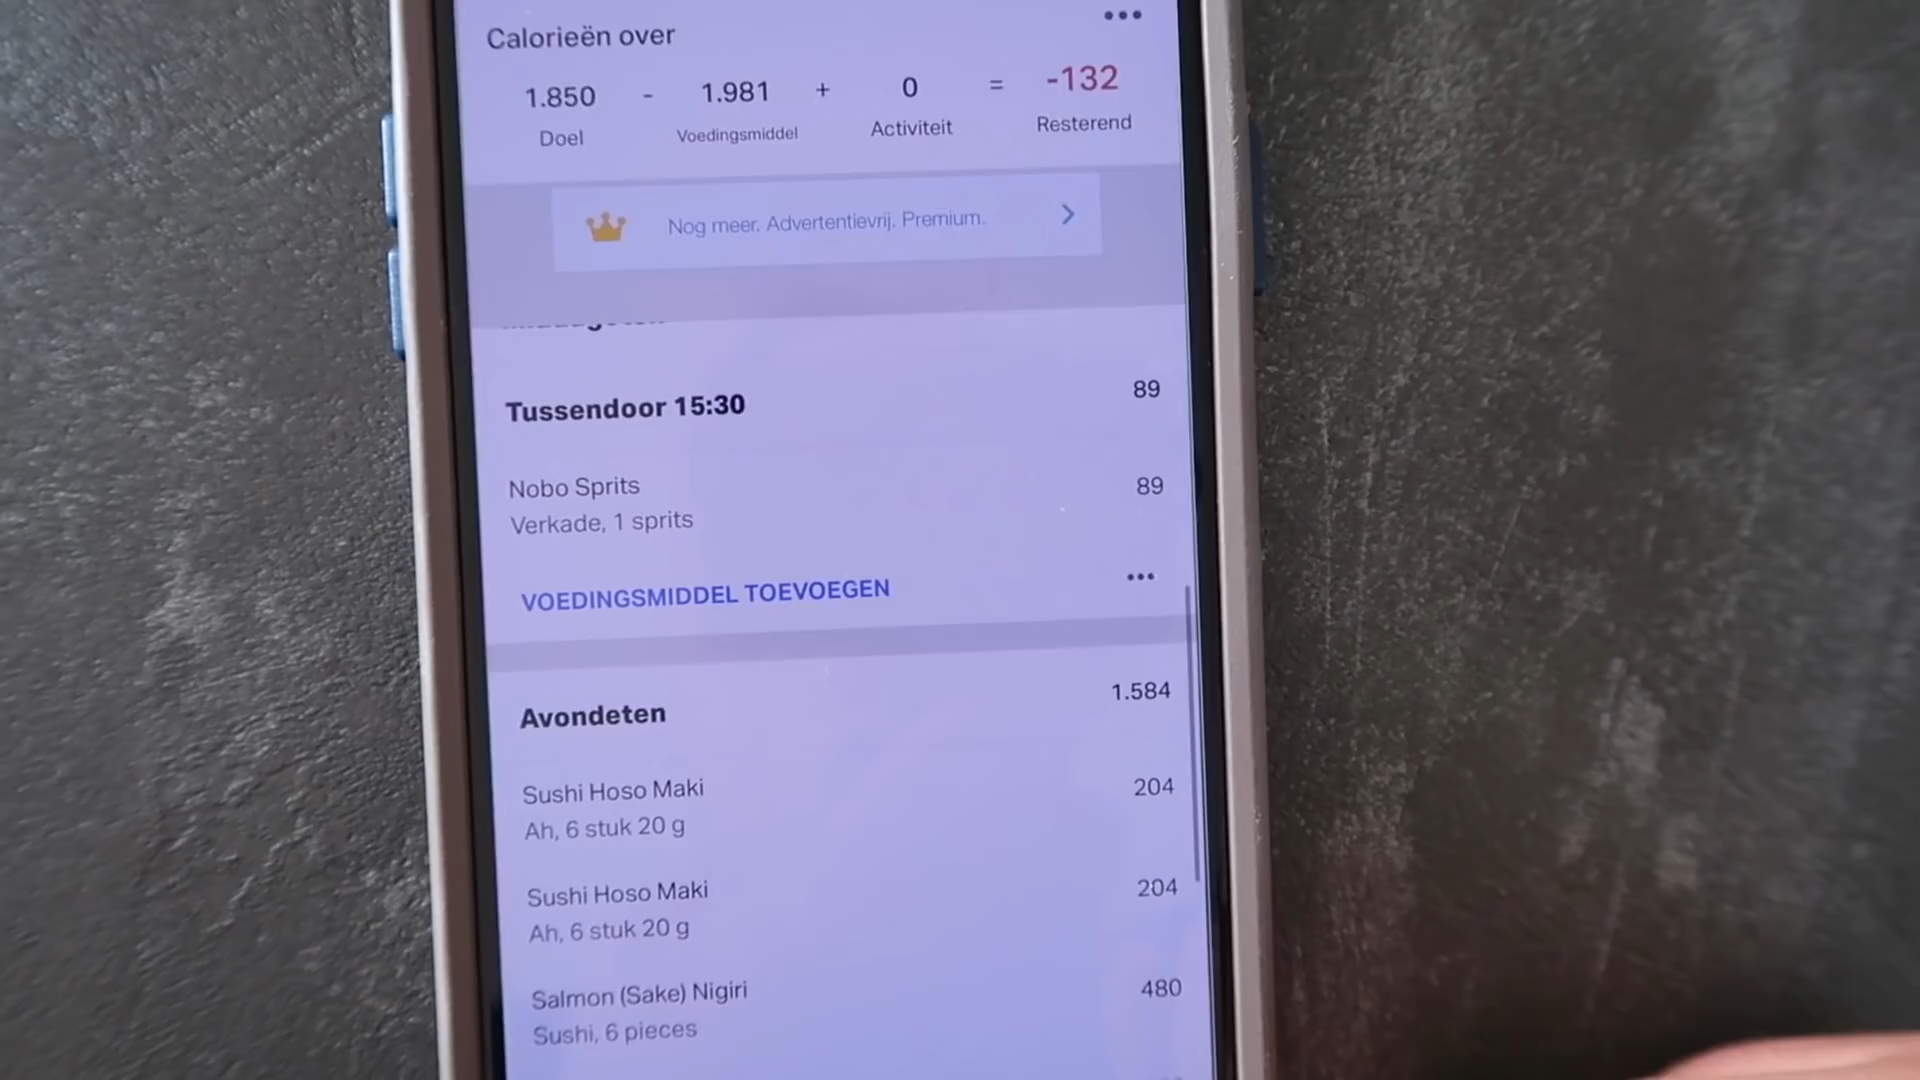 Calorieën over
1.850 - 1.981 + 0 = -132
Doel Voedingsmiddel Activiteit Resterend
Nog meer. Advertentievrij. Premium.
Tussendoor 15:30 89
Nobo Sprits 89
Verkade, 1 sprits
VOEDINGSMIDDEL TOEVOEGEN
Avondeten 1.584
Sushi Hoso Maki 204
Ah, 6 stuk 20 g
Sushi Hoso Maki 204
Ah, 6 stuk 20 g
Salmon (Sake) Nigiri 480
Sushi, 6 pieces